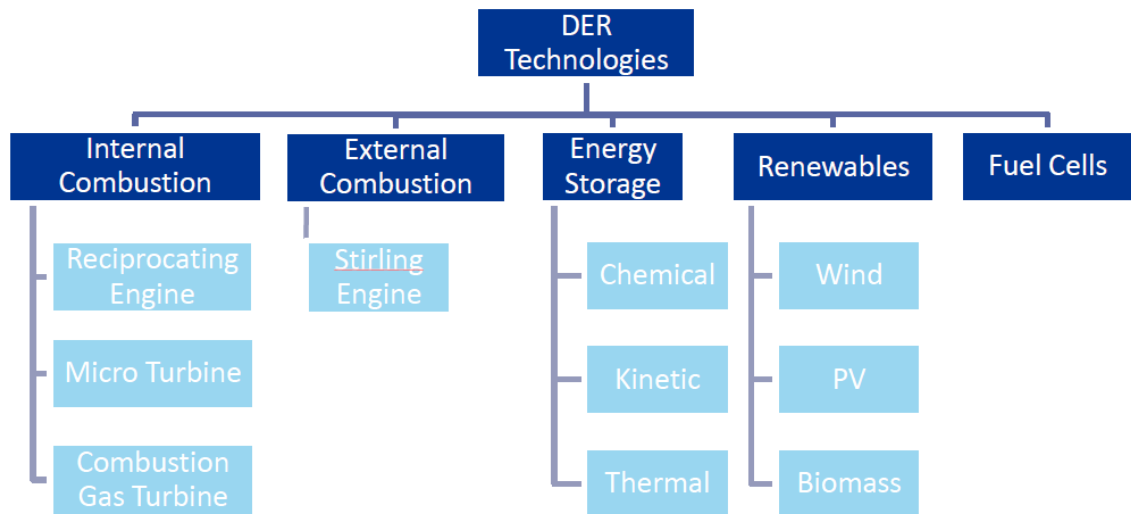 DER
Technologies
Internal
Combustion
External
Combustion
Energy
Storage
Renewables
Fuel Cells
Reciprocating
Engine
Stirling
Engine
Chemical
Wind
Micro Turbine
Kinetic
PV
Combustion
Gas Turbine
Thermal
Biomass